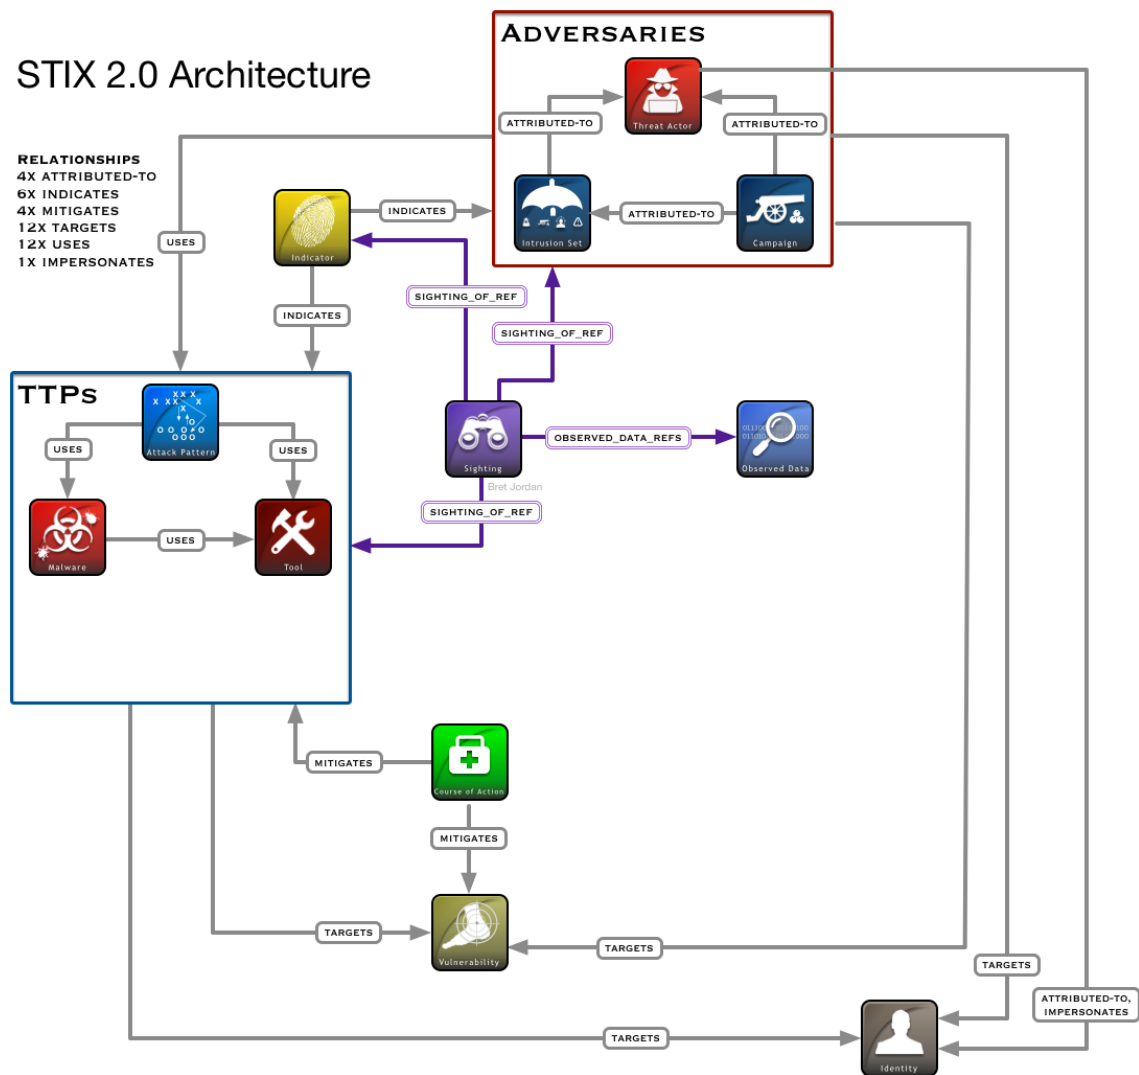 ADVERSARIES
STIX 2.0 Architecture
Threat Actor
ATTRIBUTED-TO
ATTRIBUTED-TO
RELATIONSHIPS
4X ATTRIBUTED-TO
6X INDICATES
4X MITIGATES
12X TARGETS
12X USES
1X IMPERSONATES
INDICATES
ATTRIBUTED-TO
USES
Indicator
Intrusion Set
Campaign
SIGHTING_OF_REF
INDICATES
SIGHTING_OF_REF
TTPs
X X X X
X X X X
X
Attack Pattern
USES
USES
OBSERVED_DATA_REFS
Sighting
Observed Data
Bret Jordan
SIGHTING_OF_REF
USES
Malware
Tool
MITIGATES
Course of Action
MITIGATES
TARGETS
TARGETS
Vulnerability
TARGETS
ATTRIBUTED-TO,
IMPERSONATES
TARGETS
Identity